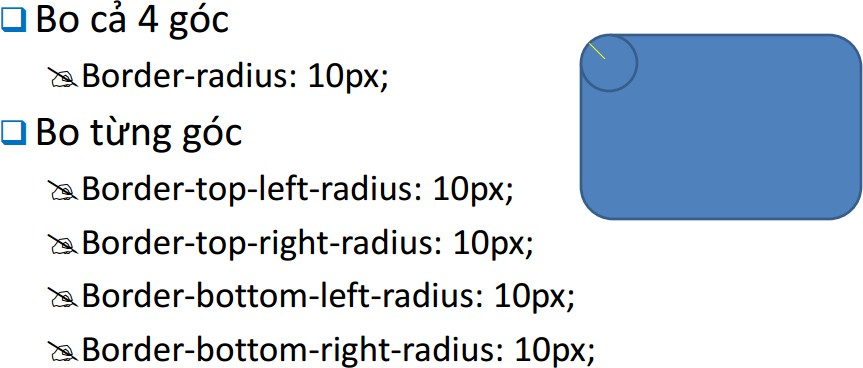 Bo cả 4 góc
Border-radius: 10px;
Bo từng góc
Border-top-left-radius: 10px;
Border-top-right-radius: 10px;
Border-bottom-left-radius: 10px;
Border-bottom-right-radius: 10px;